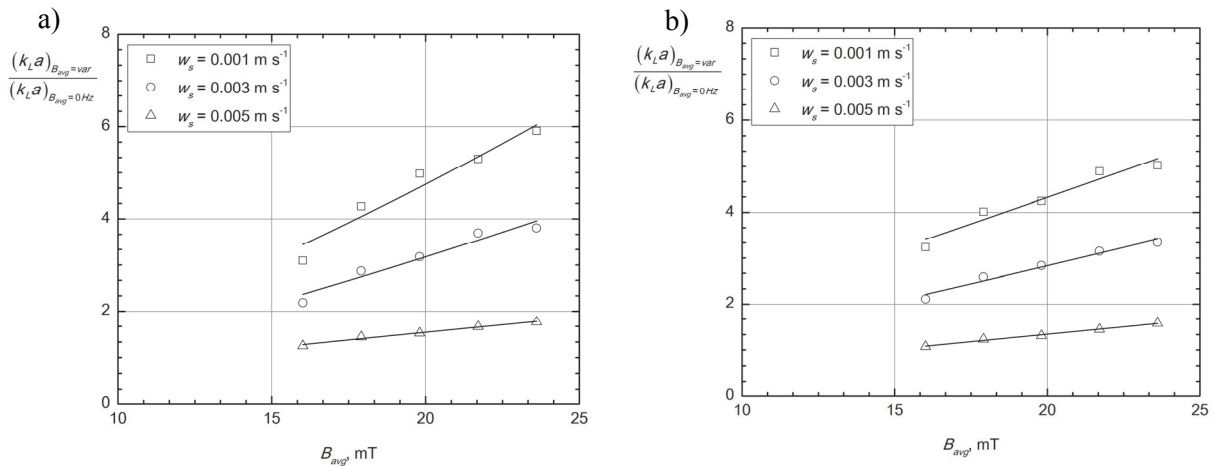 a)
(k_L a)_{B_avg=var}
(k_L a)_{B_avg=0Hz}
w_s = 0.001 m s⁻¹
w_s = 0.003 m s⁻¹
w_s = 0.005 m s⁻¹
8
6
4
2
0
10 15 20 25
B_avg, mT
b)
(k_L a)_{B_avg=var}
(k_L a)_{B_avg=0Hz}
w_s = 0.001 m s⁻¹
w_s = 0.003 m s⁻¹
w_s = 0.005 m s⁻¹
8
6
4
2
0
10 15 20 25
B_avg, mT